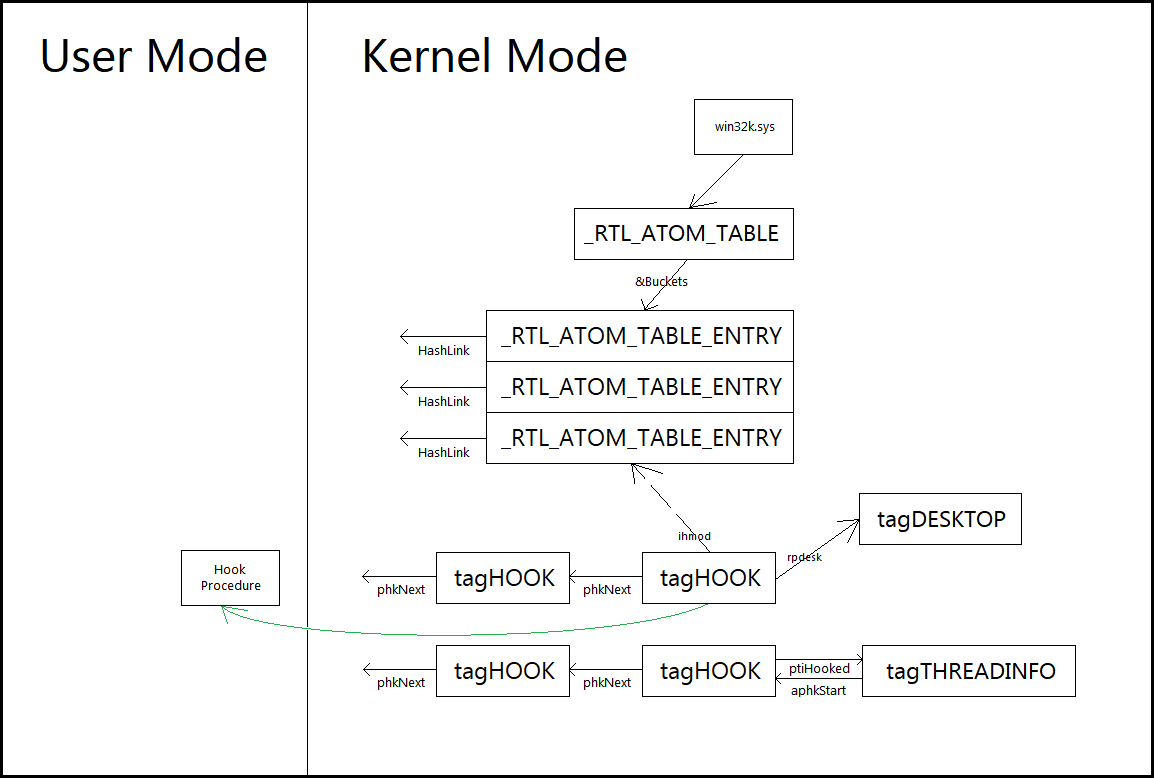 User Mode
Kernel Mode
win32k.sys
_RTL_ATOM_TABLE
&Buckets
_RTL_ATOM_TABLE_ENTRY
HashLink
_RTL_ATOM_TABLE_ENTRY
HashLink
_RTL_ATOM_TABLE_ENTRY
HashLink
tagDESKTOP
ihmod
rpdesk
Hook
Procedure
tagHOOK
tagHOOK
phkNext
phkNext
tagHOOK
tagHOOK
ptiHooked
tagTHREADINFO
phkNext
phkNext
aphkStart